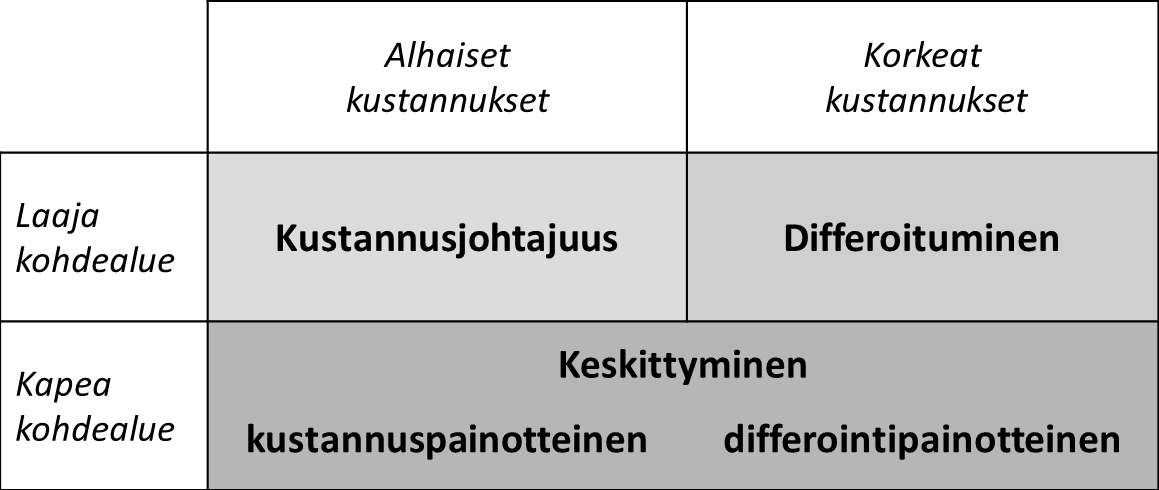 Alhaiset
kustannukset
Korkeat
kustannukset
Laaja
kohdealue
Kustannusjohtajuus
Differoituminen
Kapea
kohdealue
Keskittyminen
kustannuspainotteinen
differointipainotteinen